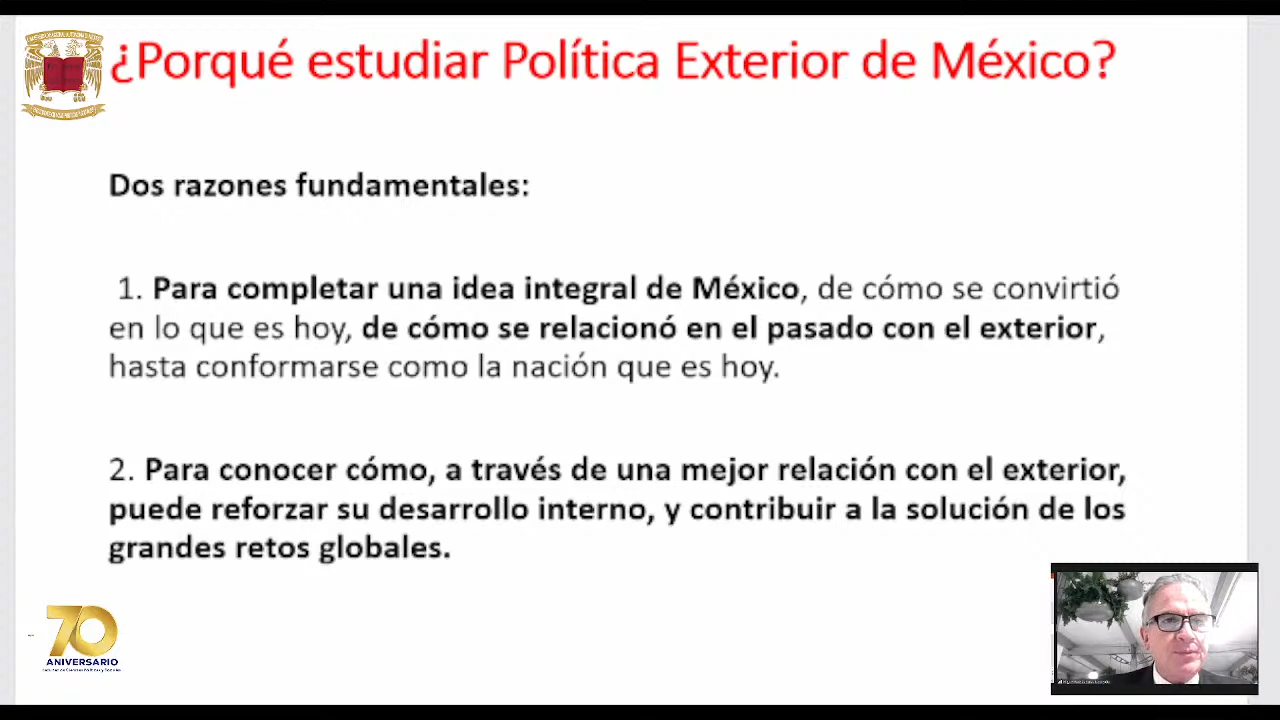 ¿Porqué estudiar Política Exterior de México?
Dos razones fundamentales:
1. Para completar una idea integral de México, de cómo se convirtió
en lo que es hoy, de cómo se relacionó en el pasado con el exterior,
hasta conformarse como la nación que es hoy.
2. Para conocer cómo, a través de una mejor relación con el exterior,
puede reforzar su desarrollo interno, y contribuir a la solución de los
grandes retos globales.
70
ANIVERSARIO